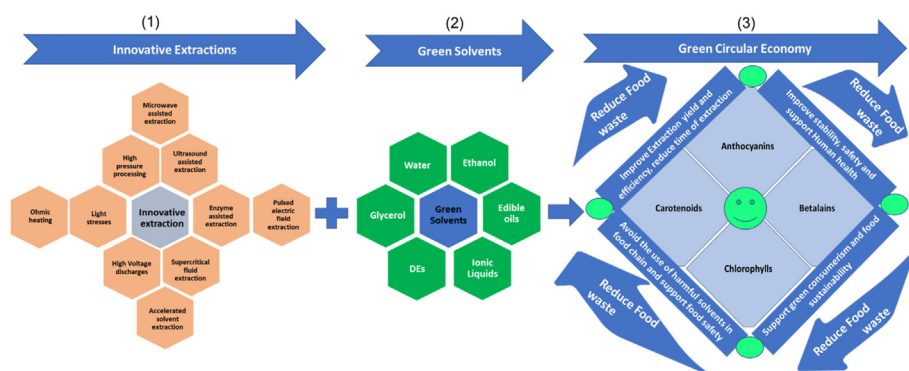 (1)
Innovative Extractions
(2)
Green Solvents
(3)
Green Circular Economy
Microwave
assisted
extraction
High
pressure
processing
Ultrasound
assisted
extraction
Ohmic
heating
Light
stresses
Innovative
extraction
Enzyme
assisted
extraction
Pulsed
electric
field
extraction
High Voltage
discharges
Supercritical
fluid
extraction
Accelerated
solvent
extraction
Water
Ethanol
Glycerol
Green
Solvents
Edible
oils
DEs
Ionic
Liquids
Reduce Food
waste
Improve Extraction yield and
efficiency, reduce time of extraction
Improve stability, safety and
support Human health
Reduce Food
waste
Anthocyanins
Carotenoids
Betalains
Chlorophylls
Avoid the use of harmful solvents in
food chain and support food safety
Support green consumerism and food
sustainability
Reduce Food
waste
Reduce Food
waste